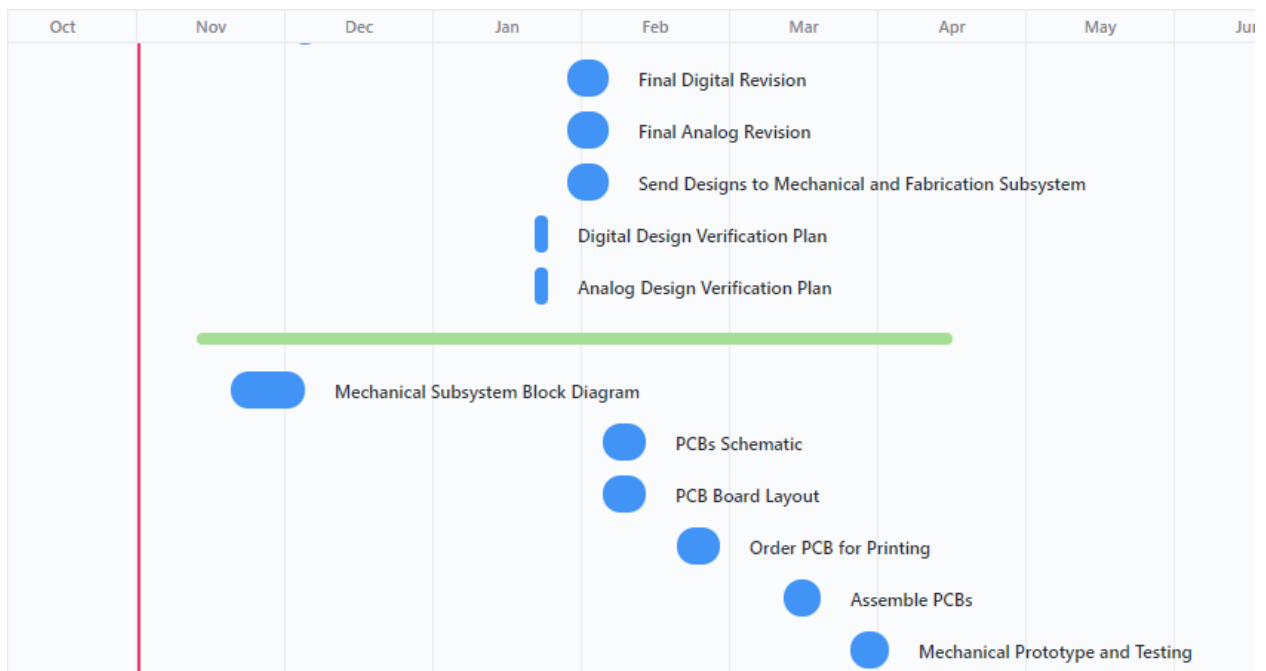 Oct Nov Dec Jan Feb Mar Apr May
Final Digital Revision
Final Analog Revision
Send Designs to Mechanical and Fabrication Subsystem
Digital Design Verification Plan
Analog Design Verification Plan
Mechanical Subsystem Block Diagram
PCBs Schematic
PCB Board Layout
Order PCB for Printing
Assemble PCBs
Mechanical Prototype and Testing